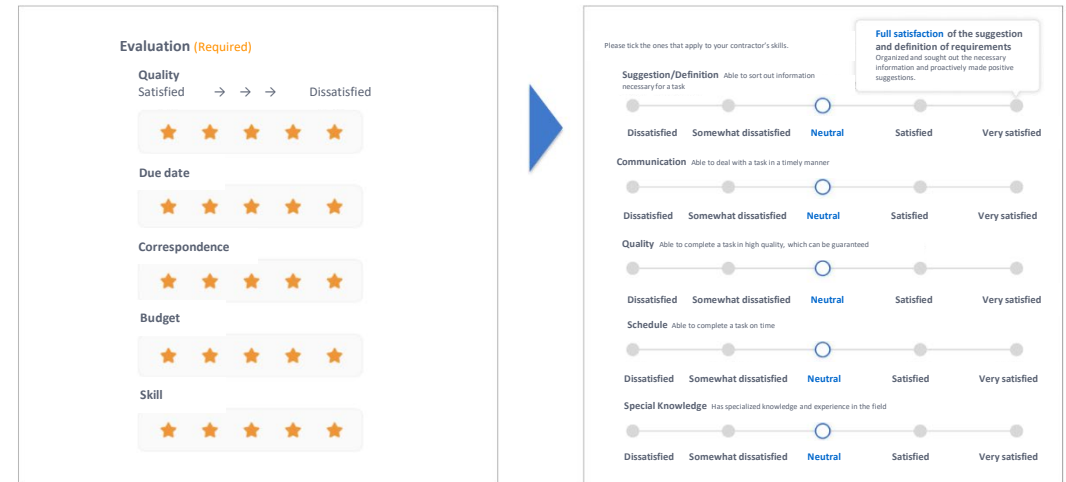 Evaluation (Required)
Quality
Satisfied → → → Dissatisfied
Due date
Correspondence
Budget
Skill
Please tick the ones that apply to your contractor's skills.
Full satisfaction of the suggestion
and definition of requirements
Organized and sought out the necessary
information and proactively made positive
suggestions.
Suggestion/Definition Able to sort out information
necessary for a task
Dissatisfied Somewhat dissatisfied Neutral Satisfied Very satisfied
Communication Able to deal with a task in a timely manner
Dissatisfied Somewhat dissatisfied Neutral Satisfied Very satisfied
Quality Able to complete a task in high quality, which can be guaranteed
Dissatisfied Somewhat dissatisfied Neutral Satisfied Very satisfied
Schedule Able to complete a task on time
Dissatisfied Somewhat dissatisfied Neutral Satisfied Very satisfied
Special Knowledge Has specialized knowledge and experience in the field
Dissatisfied Somewhat dissatisfied Neutral Satisfied Very satisfied